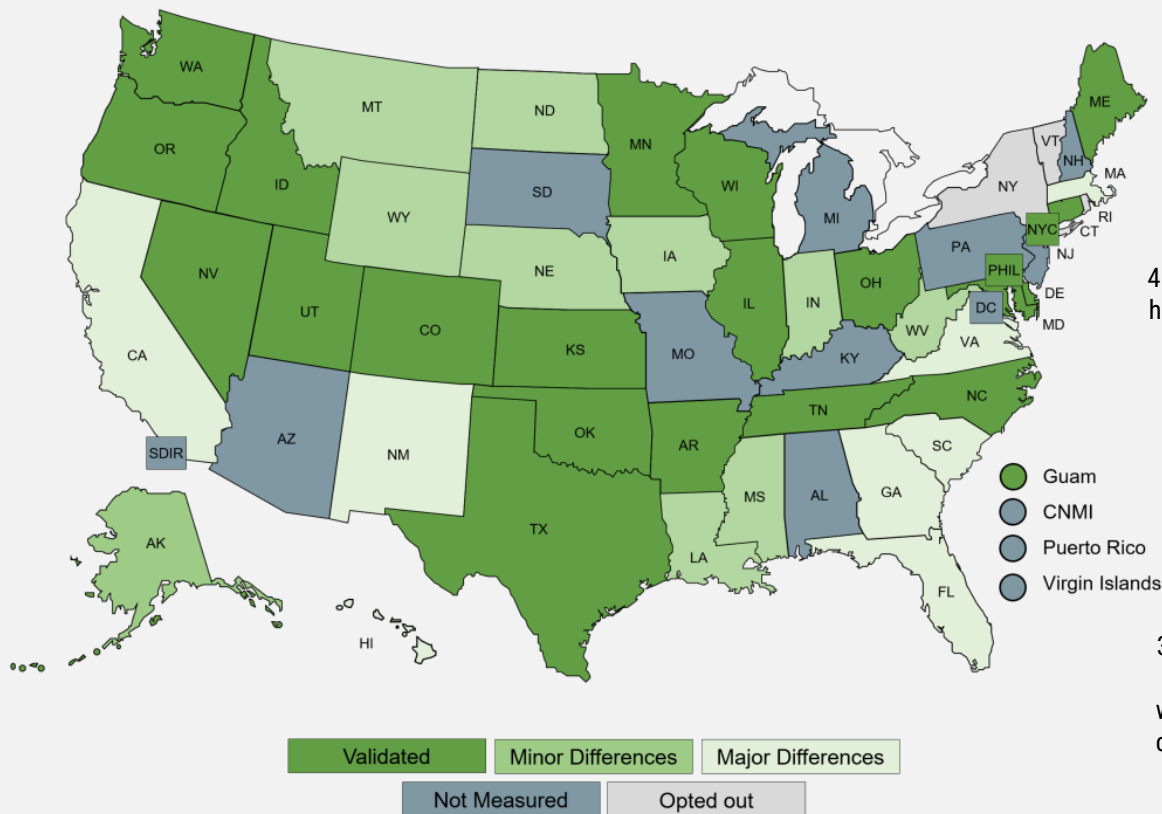 WA
ME
MT
ND
MN
VT
OR
NH
ID
WI
SD
MA
NY
WY
MI
RI
NYC
CT
IA
PA
NJ
NE
PHIL
NV
OH
4
IL
IN
DE
UT
DC
h
CO
MD
WV
VA
CA
KS
MO
KY
NC
TN
OK
AZ
SC
AR
SDIR
NM
Guam
GA
MS
AL
CNMI
TX
AK
Puerto Rico
LA
Virgin Islands
FL
HI
3
w
c
Validated
Minor Differences
Major Differences
Not Measured
Opted out